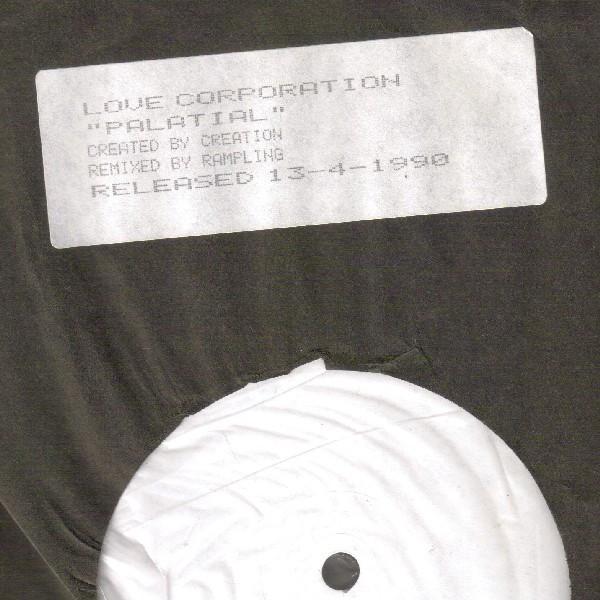 LOVE CORPORATION
"PALATIAL"
CREATED BY CREATION
REMIXED BY RAMPLING
RELEASED 13-4-1990